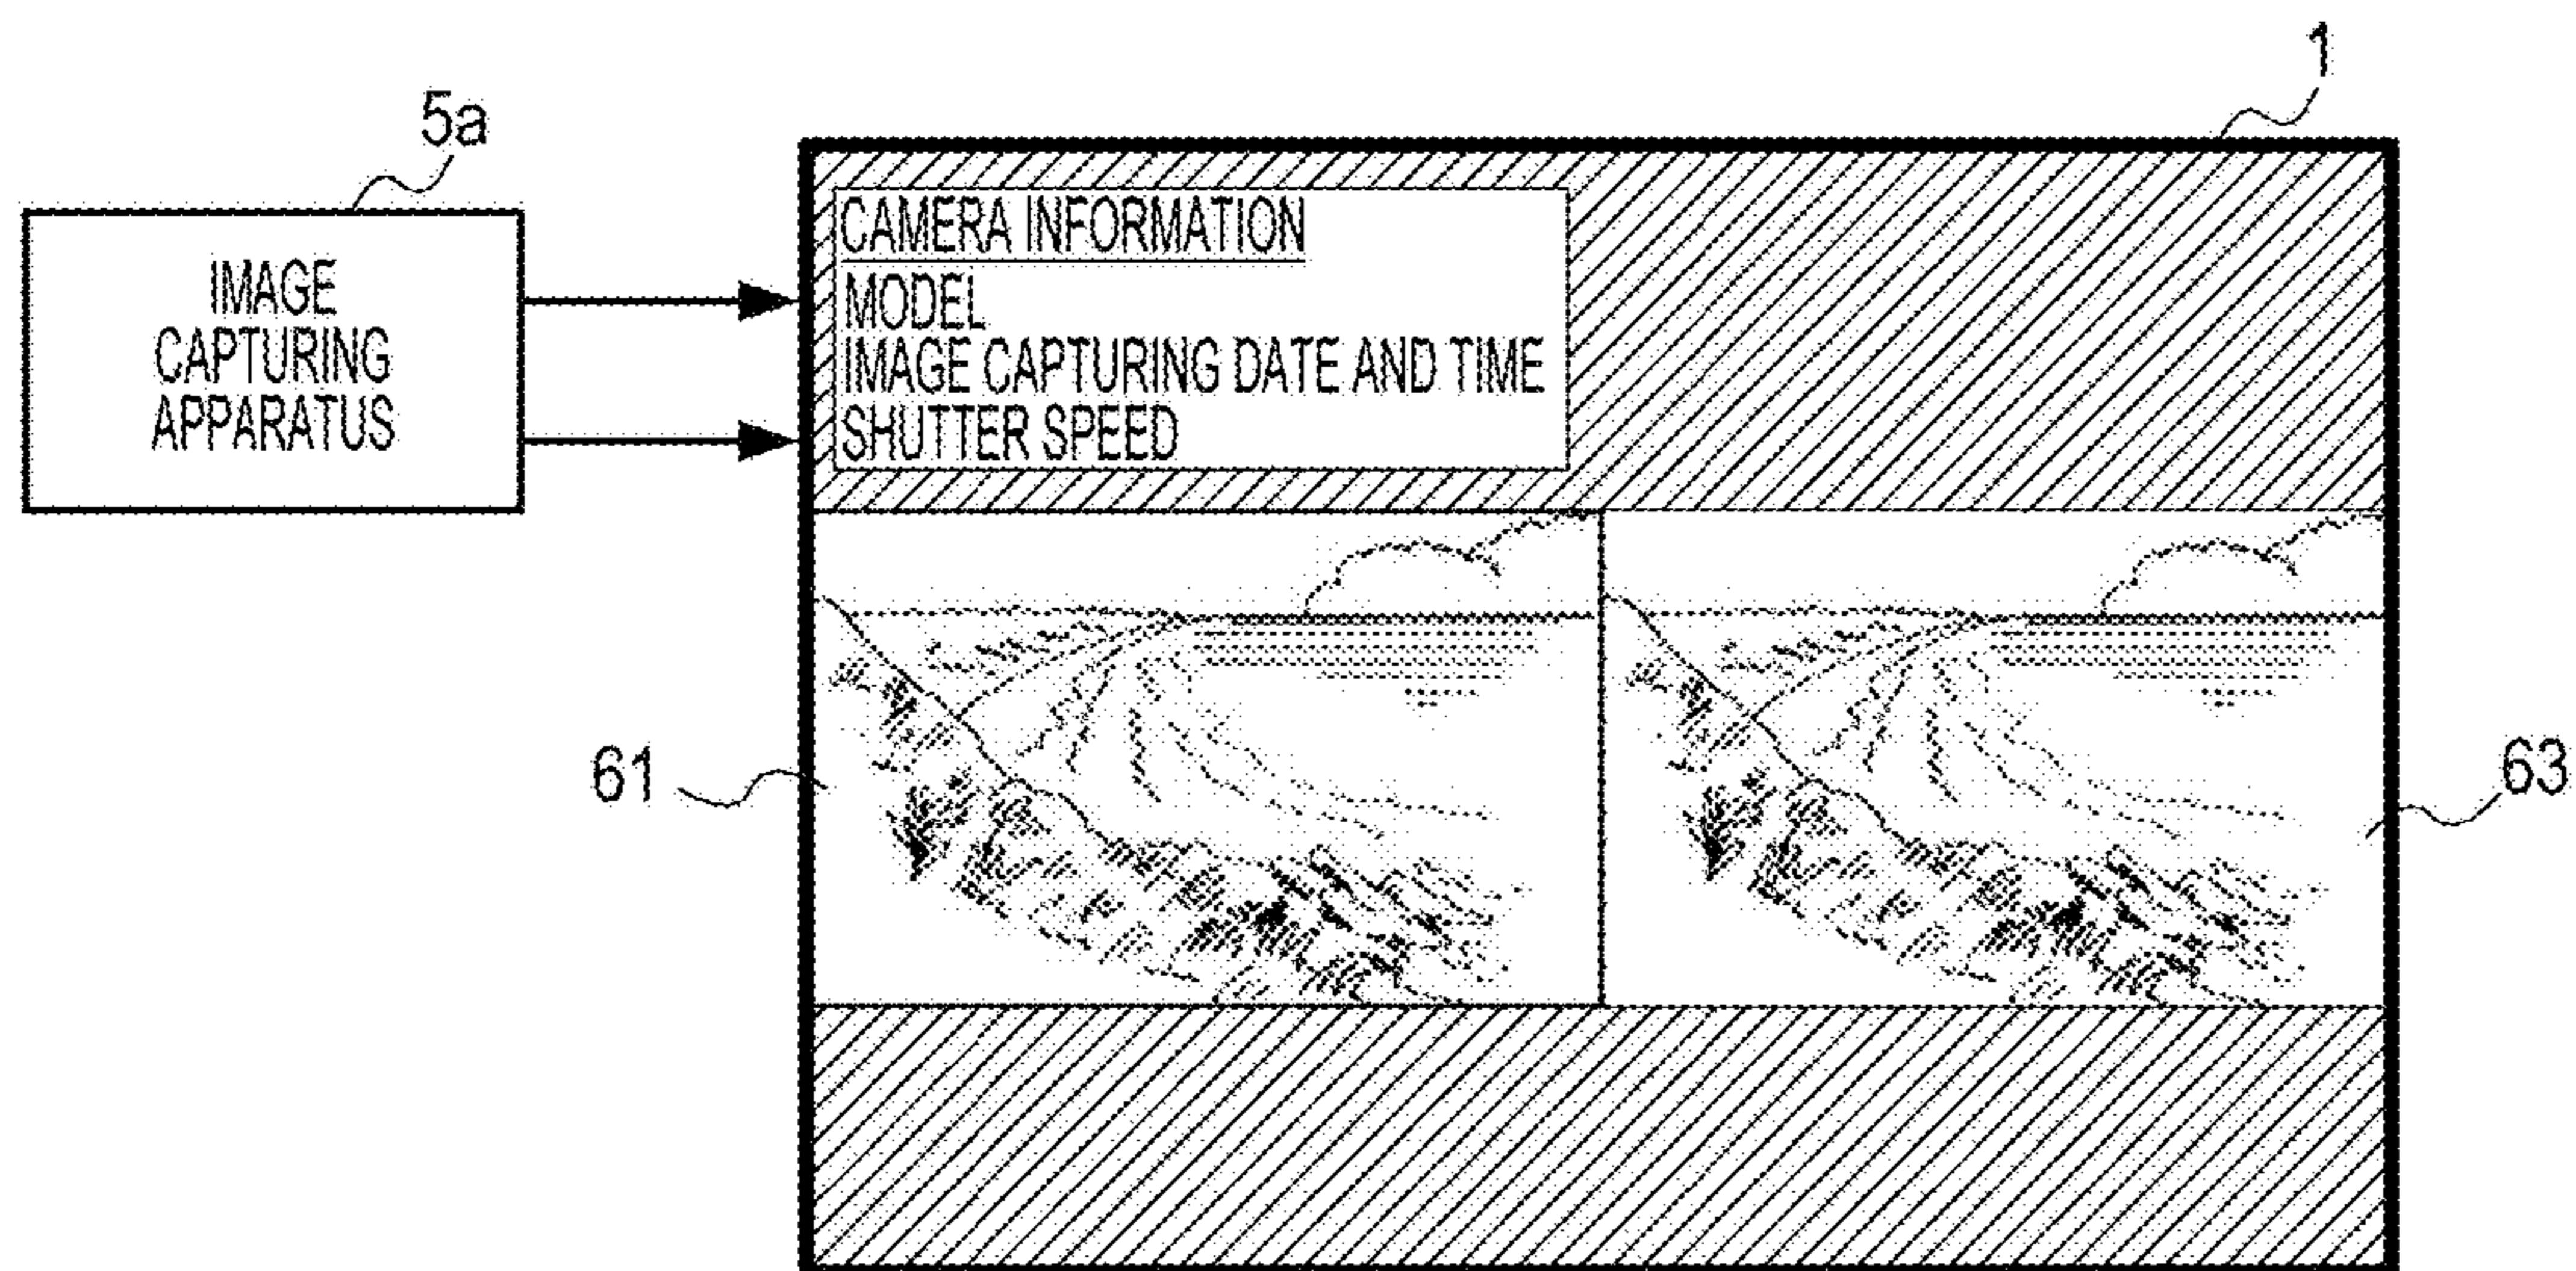 1
5a
IMAGE
CAPTURING
APPARATUS
CAMERA INFORMATION
MODEL
IMAGE CAPTURING DATE AND TIME
SHUTTER SPEED
61
63